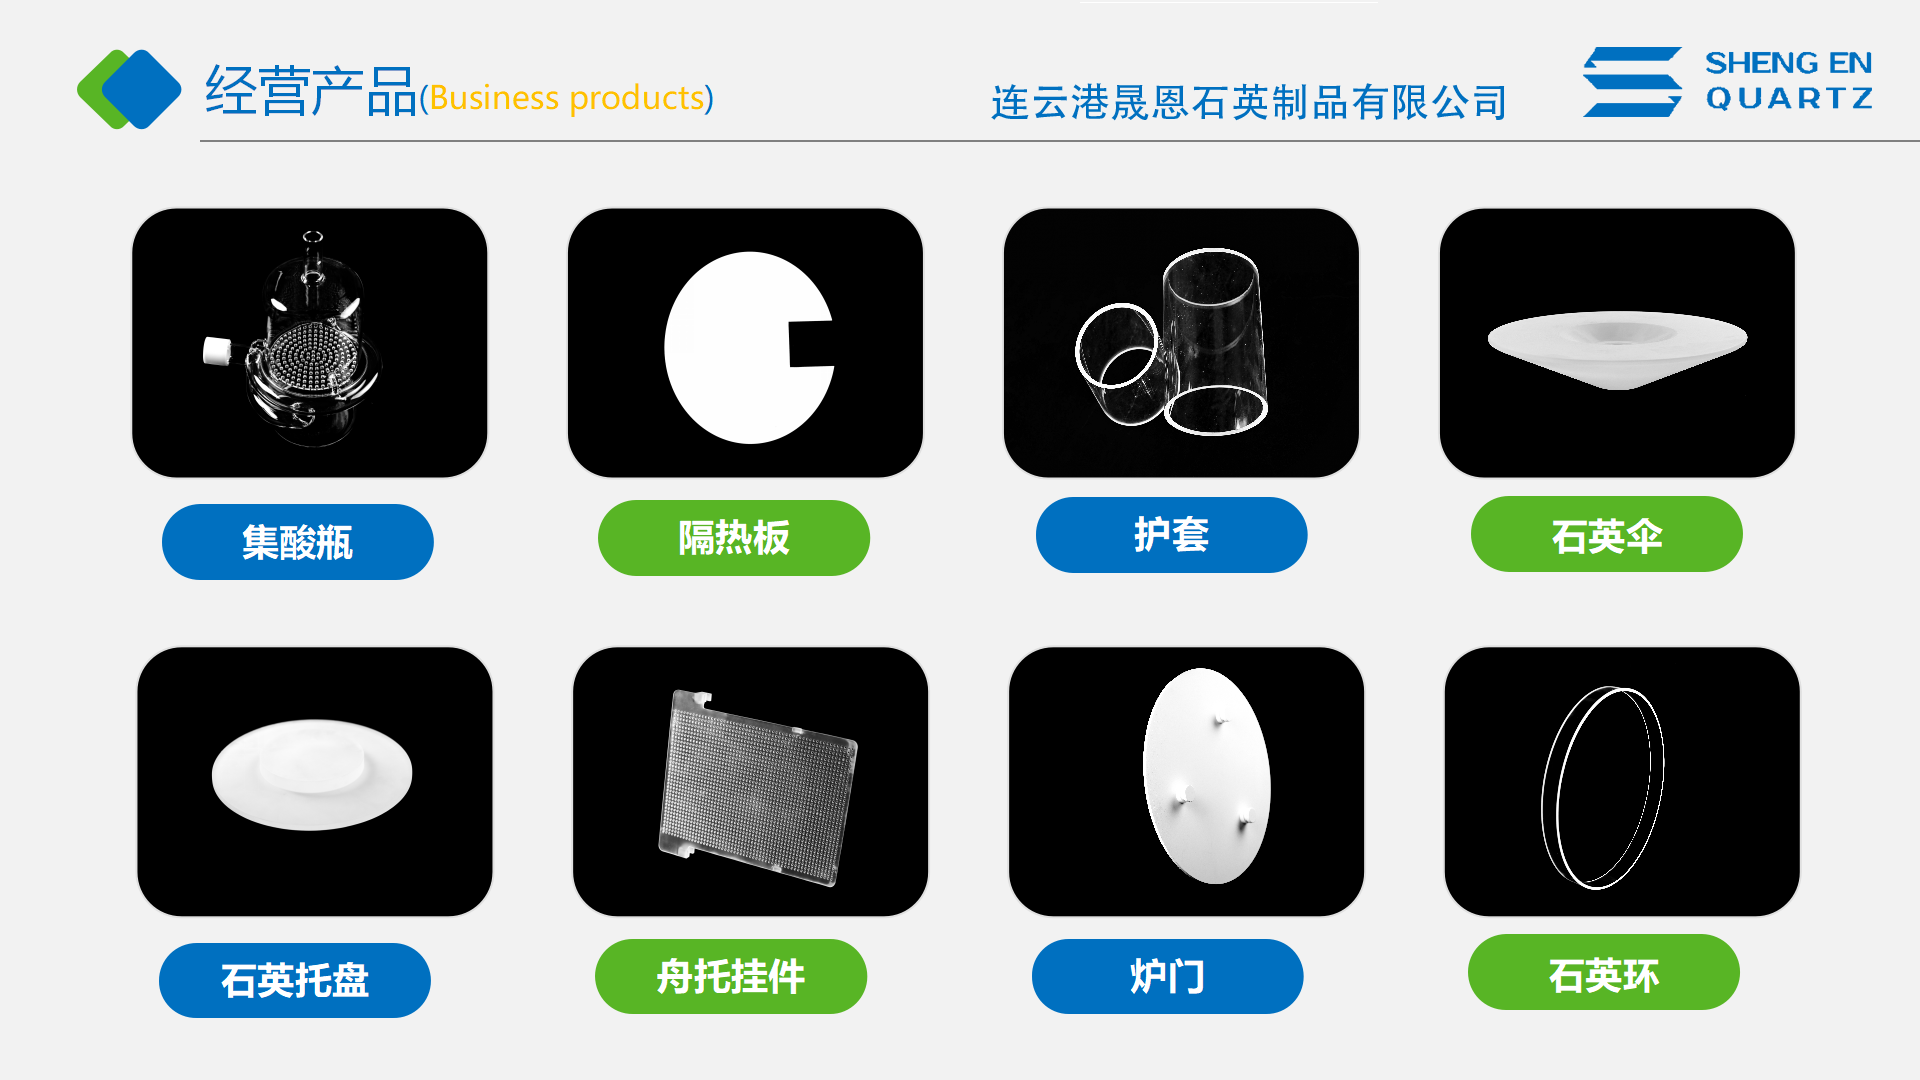 经营产品(Business products)
连云港晟恩石英制品有限公司
SHENG EN
QUARTZ
集酸瓶
隔热板
护套
石英伞
石英托盘
舟托挂件
炉门
石英环